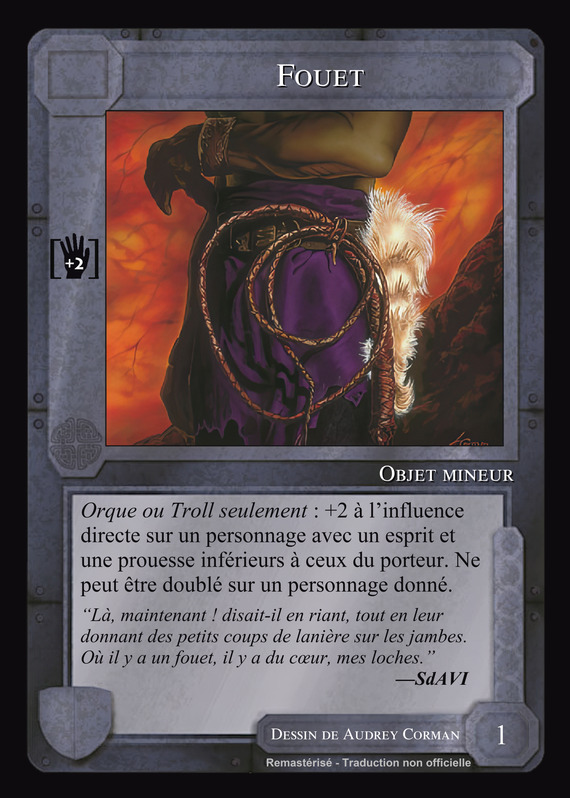 Fouet
[+2]
Objet mineur
Orque ou Troll seulement : +2 à l’influence
directe sur un personnage avec un esprit et
une prouesse inférieurs à ceux du porteur. Ne
peut être doublé sur un personnage donné.
“Là, maintenant ! disait-il en riant, tout en leur
donnant des petits coups de lanière sur les jambes.
Où il y a un fouet, il y a du cœur, mes loches.”
—SdAVI
Dessin de Audrey Corman
1
Remastérisé - Traduction non officielle